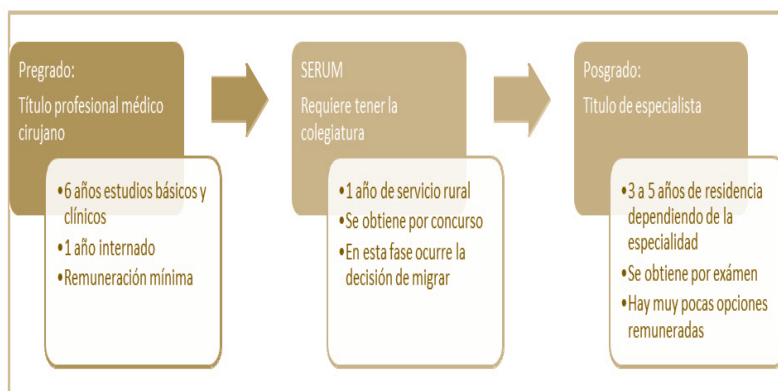 Pregrado:
Título profesional médico
cirujano
•6 años estudios básicos y
clínicos
•1 año internado
•Remuneración mínima
SERUM
Requiere tener la
colegiatura
•1 año de servicio rural
•Se obtiene por concurso
•En esta fase ocurre la
decisión de migrar
Posgrado:
Titulo de especialista
•3 a 5 años de residencia
dependiendo de la
especialidad
•Se obtiene por exámen
•Hay muy pocas opciones
remuneradas